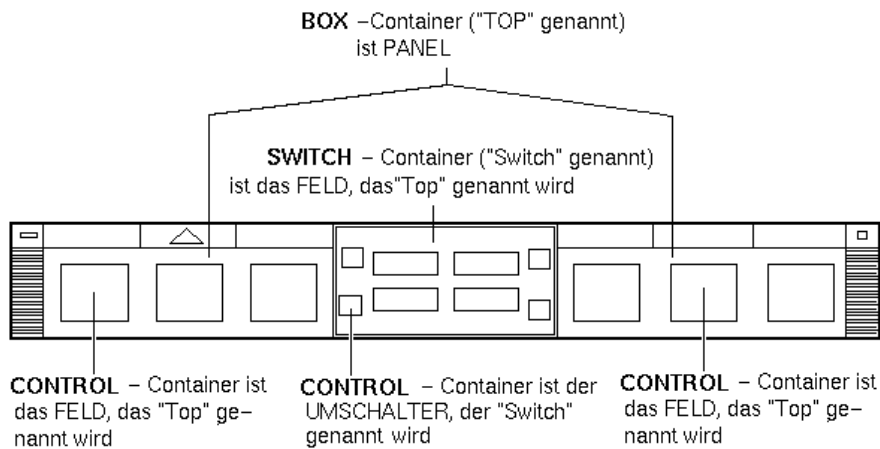 BOX –Container ("TOP" genannt)
ist PANEL
SWITCH – Container ("Switch" genannt)
ist das FELD, das"Top" genannt wird
CONTROL – Container ist
das FELD, das "Top" ge–
nannt wird
CONTROL – Container ist der
UMSCHALTER, der "Switch"
genannt wird
CONTROL – Container ist
das FELD, das "Top" ge–
nannt wird